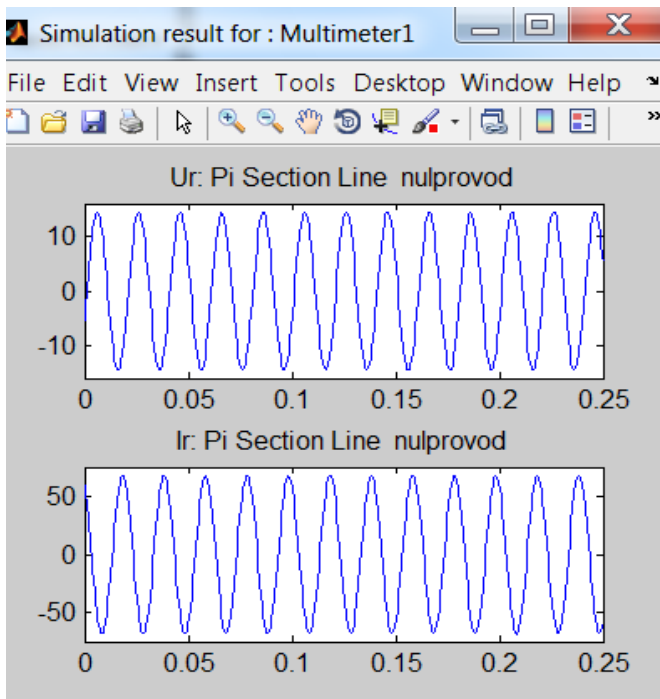 Simulation result for : Multimeter1
File Edit View Insert Tools Desktop Window Help
Ur: Pi Section Line nulprovod
10
0
-10
0 0.05 0.1 0.15 0.2 0.25
Ir: Pi Section Line nulprovod
50
0
-50
0 0.05 0.1 0.15 0.2 0.25